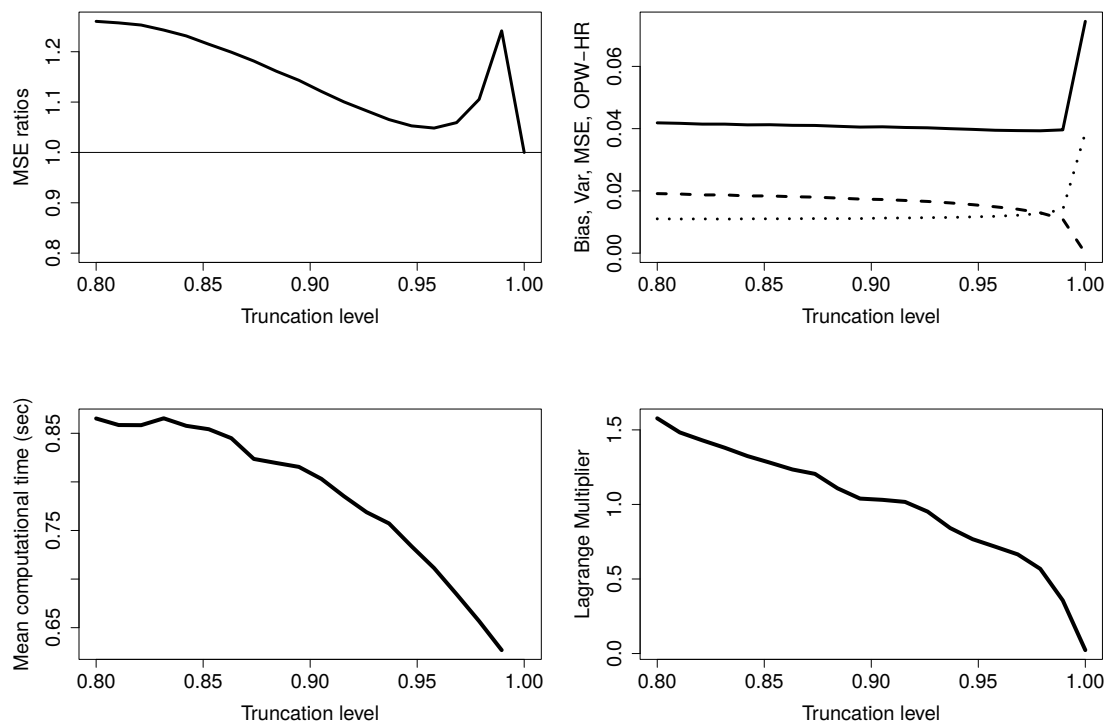 MSE ratios
0.8 0.9 1.0 1.1 1.2
0.80 0.85 0.90 0.95 1.00
Truncation level
Bias, Var, MSE, OPW−HR
0.00 0.02 0.04 0.06
0.80 0.85 0.90 0.95 1.00
Truncation level
Mean computational time (sec)
0.65 0.75 0.85
0.80 0.85 0.90 0.95 1.00
Truncation level
Lagrange Multiplier
0.0 0.5 1.0 1.5
0.80 0.85 0.90 0.95 1.00
Truncation level